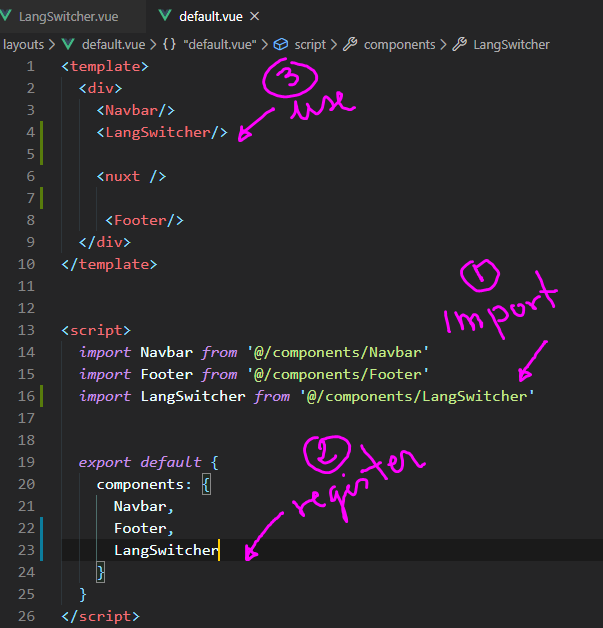 LangSwitcher.vue default.vue ×
layouts > default.vue > {} "default.vue" > script > components > LangSwitcher
1 <template>
2 <div>
3 <Navbar/>
4 <LangSwitcher/>
5
6 <nuxt />
7
8 <Footer/>
9 </div>
10 </template>
11
12
13 <script>
14 import Navbar from '@/components/Navbar'
15 import Footer from '@/components/Footer'
16 import LangSwitcher from '@/components/LangSwitcher'
17
18
19 export default {
20 components: {
21 Navbar,
22 Footer,
23 LangSwitcher
24 }
25 }
26 </script>
3
use
1
Import
2
register